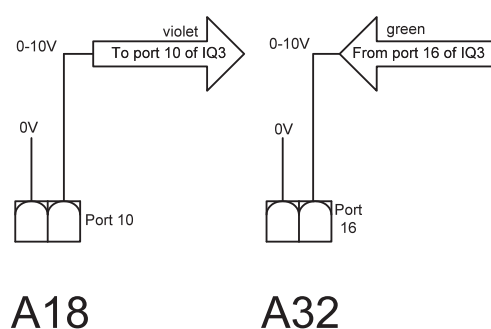 violet
0-10V
To port 10 of IQ3
0V
Port 10
A18
green
0-10V
From port 16 of IQ3
0V
Port
16
A32